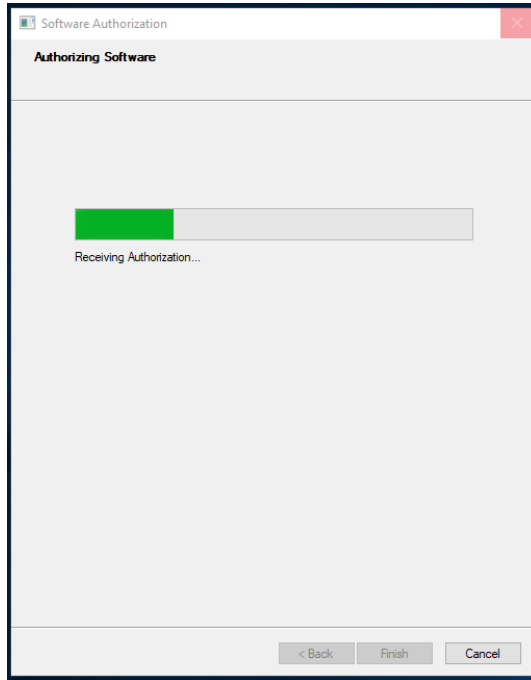 Software Authorization
Authorizing Software
Receiving Authorization...
< Back Finish Cancel